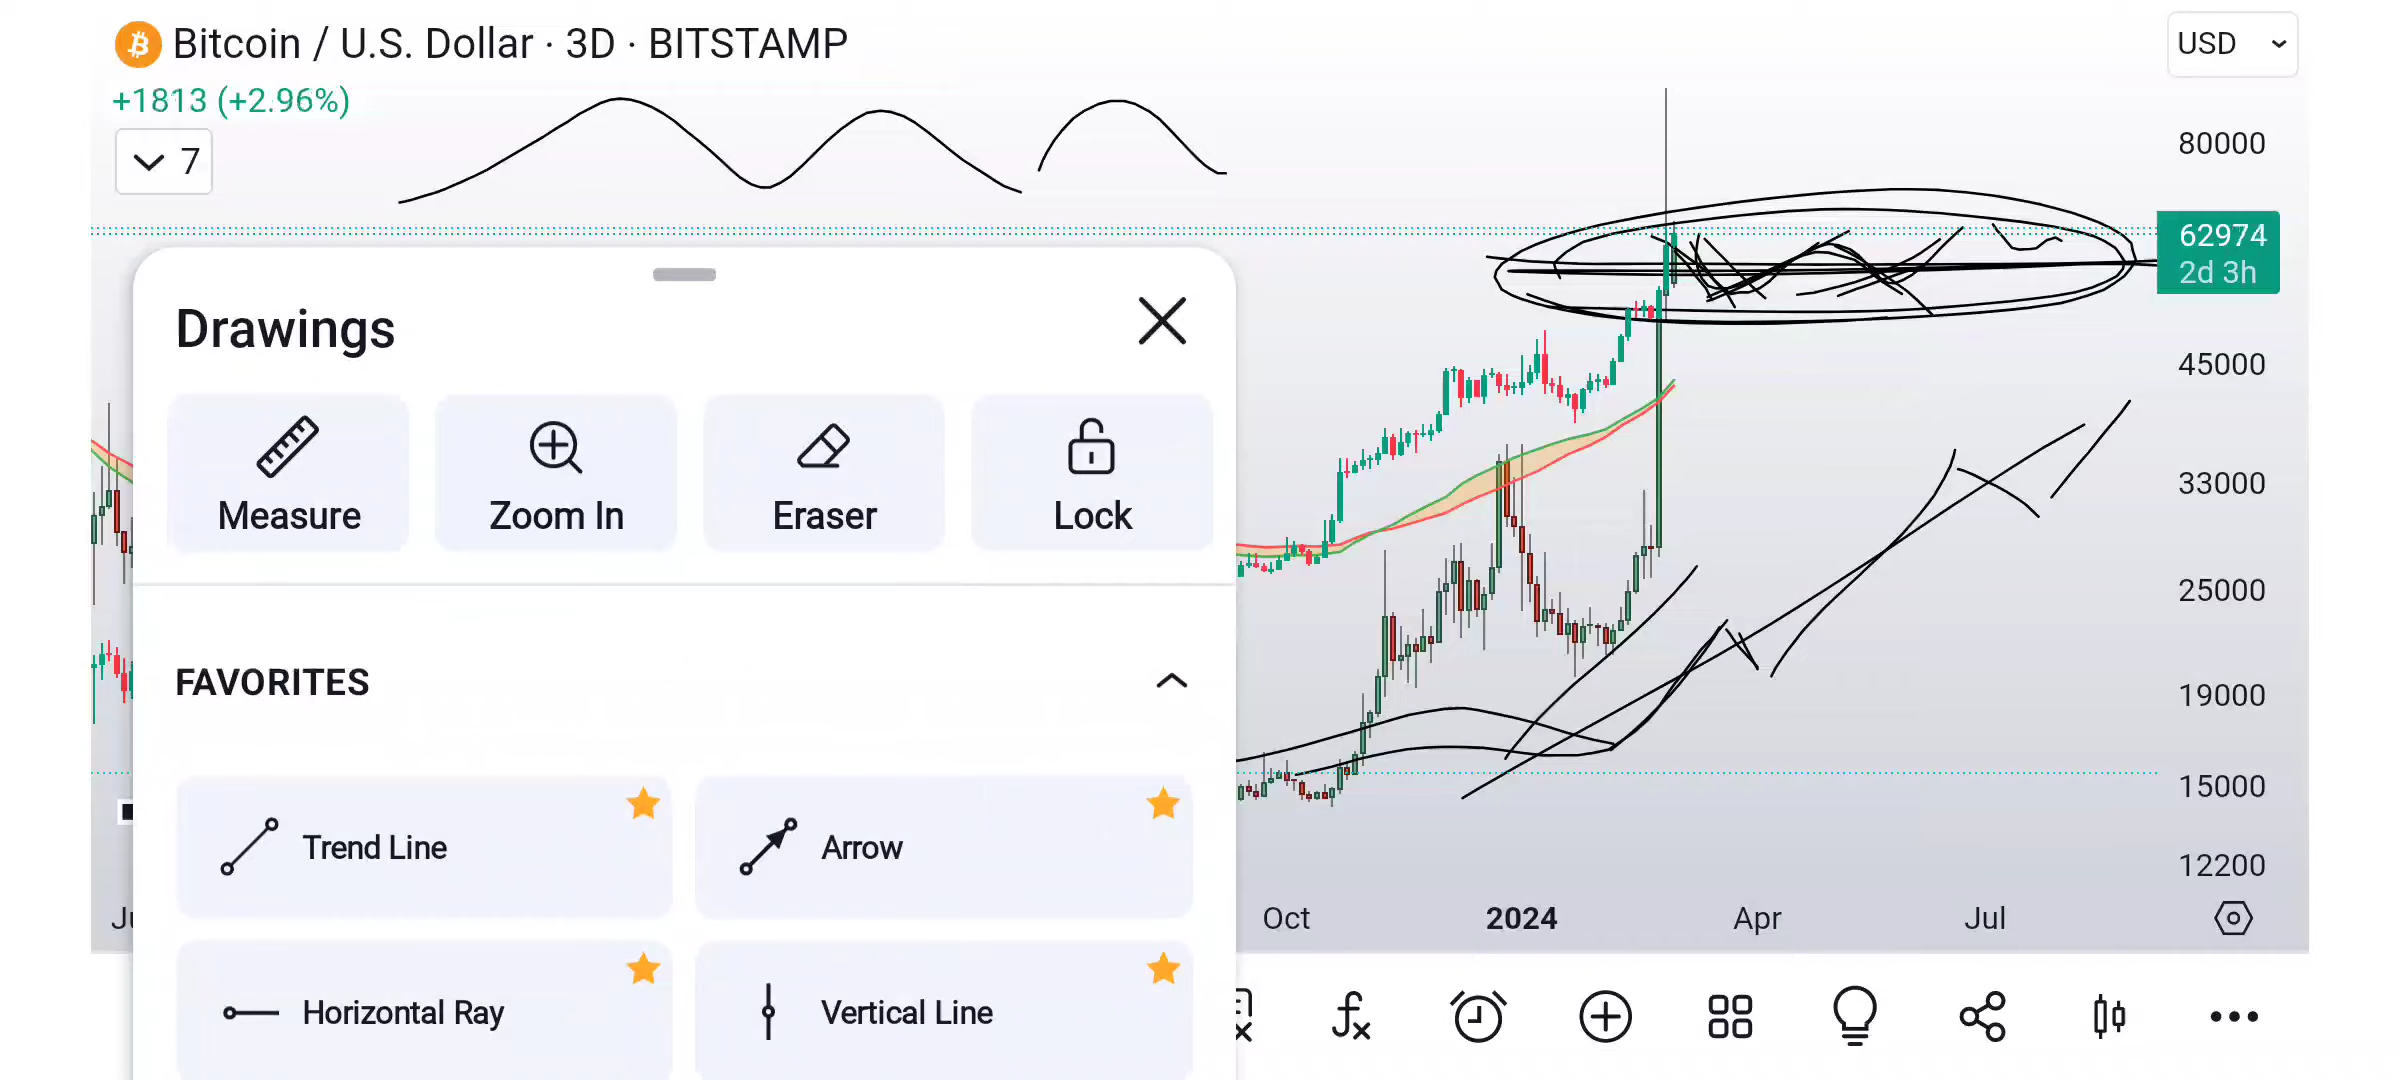 Bitcoin / U.S. Dollar · 3D · BITSTAMP
USD
+1813 (+2.96%)
7
80000
62974
2d 3h
45000
33000
25000
19000
15000
12200
Drawings
Measure
Zoom In
Eraser
Lock
FAVORITES
Trend Line
Arrow
Horizontal Ray
Vertical Line
Oct
2024
Apr
Jul